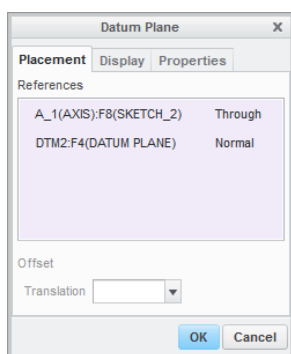 Datum Plane X
Placement Display Properties
References
A_1(AXIS):F8(SKETCH_2) Through
DTM2:F4(DATUM PLANE) Normal
Offset
Translation
OK Cancel